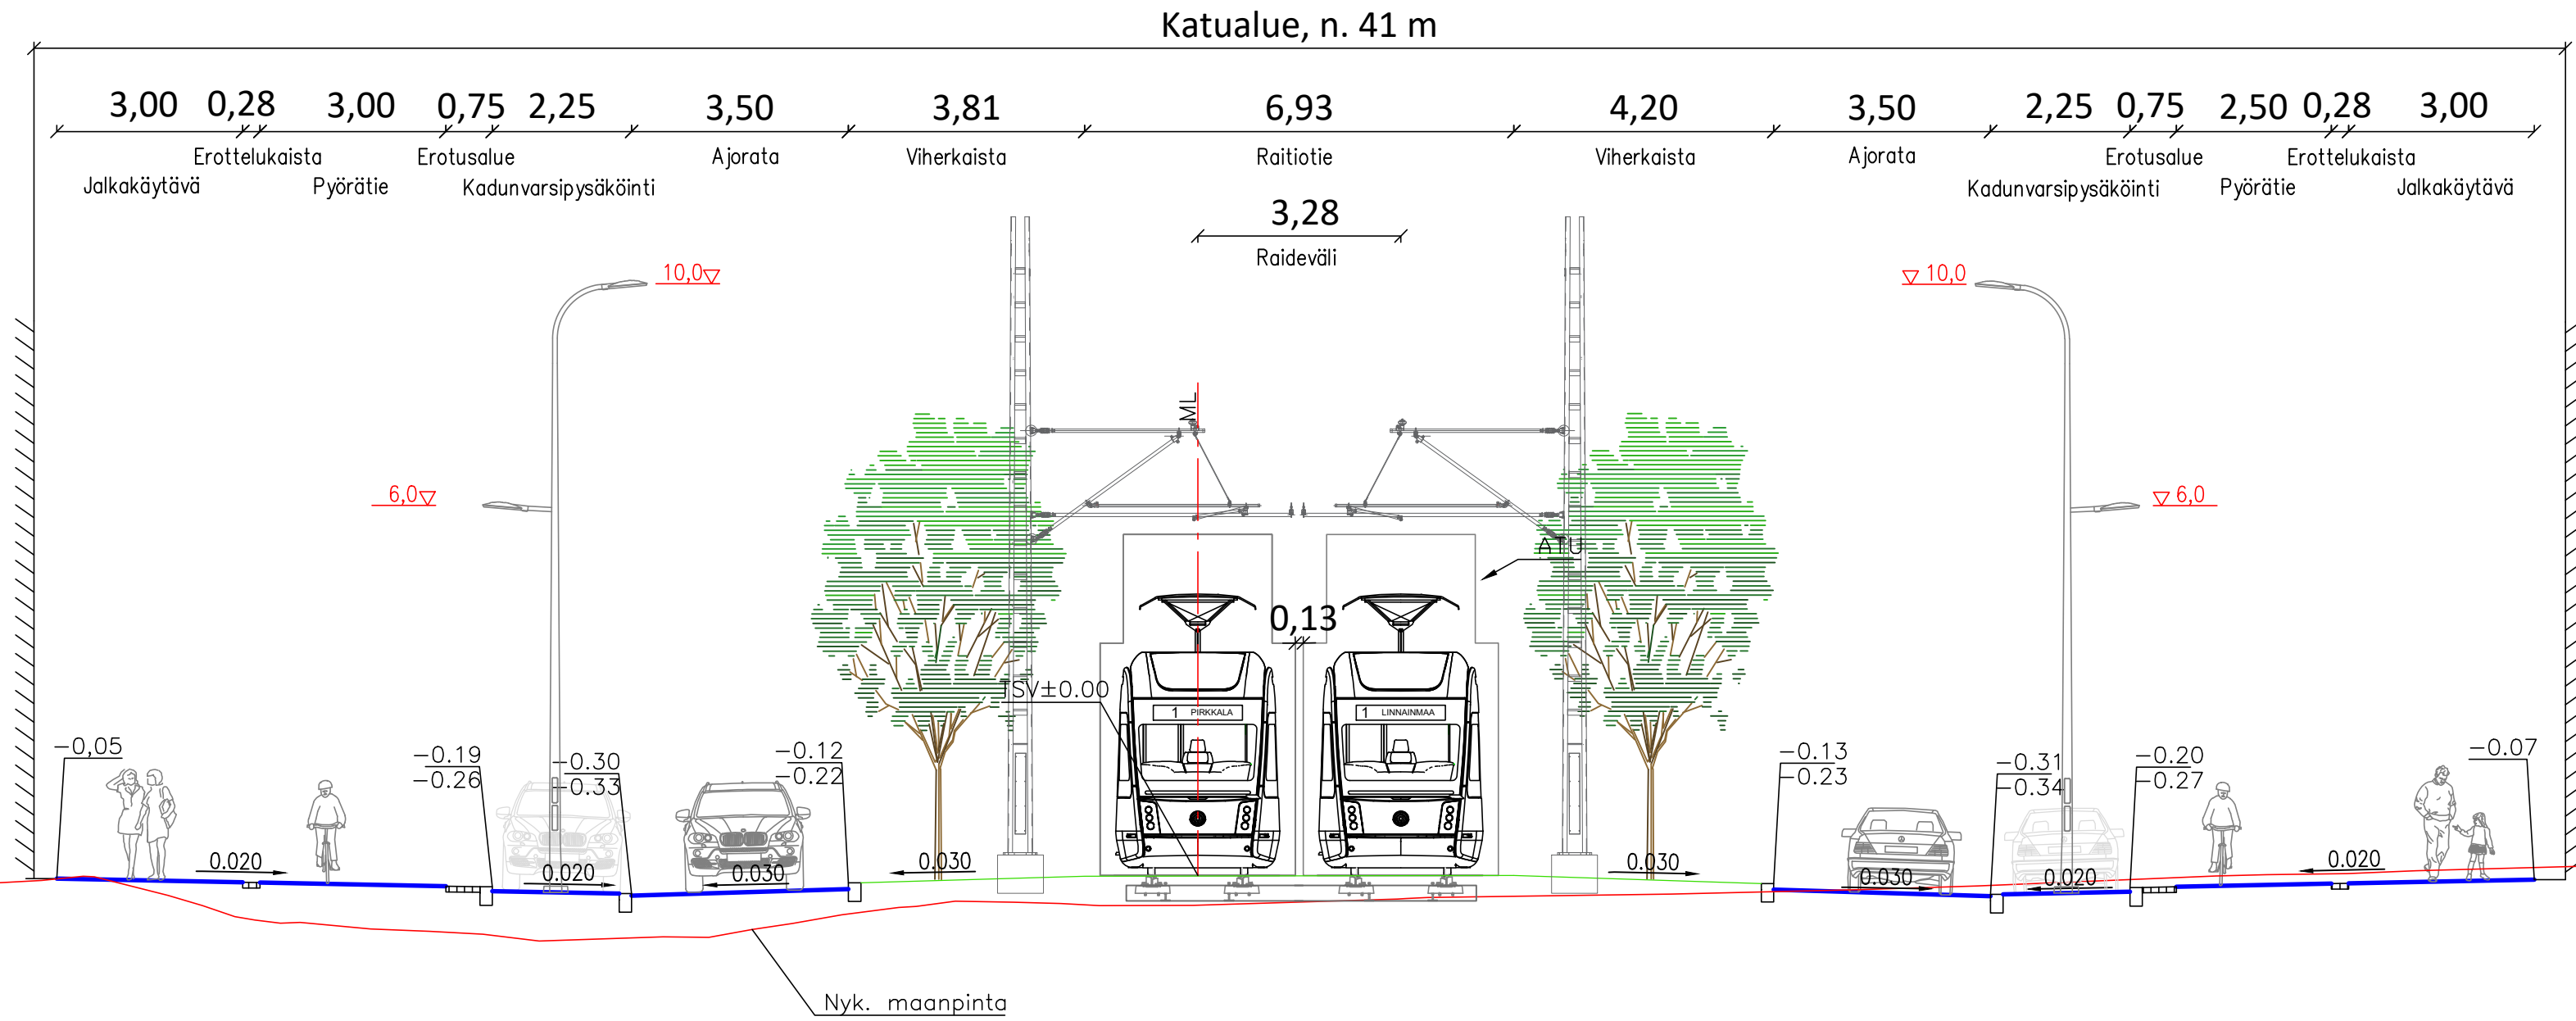 Katualue, n. 41 m
3,00 0,28 3,00 0,75 2,25 3,50 3,81 6,93 4,20 3,50 2,25 0,75 2,50 0,28 3,00
Erottelukaista Erotusalue Ajorata Viherkaista Raitiotie Viherkaista Ajorata Erotusalue Erottelukaista
Jalkakäytävä Pyörätie Kadunvarsipysäköinti Kadunvarsipysäköinti Pyörätie Jalkakäytävä
3,28
Raideväli
10,0 10,0
ML
6,0 6,0
ATU
0,13
TSV±0.00
1 PIRKKALA 1 LINNAINMAA
-0,05 -0.19 -0.30 -0.12 -0.13 -0.31 -0.20 -0.07
-0.26 -0.33 -0.22 -0.23 -0.34 -0.27
0.020 0.020 0.030 0.030 0.030 0.030 0.020 0.020
Nyk. maanpinta